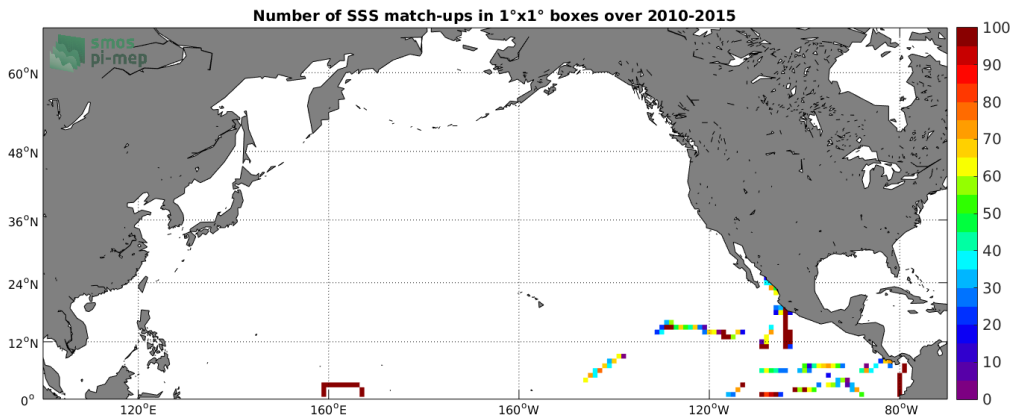 Number of SSS match-ups in 1°x1° boxes over 2010-2015
smos
pi-mep
60°N
48°N
36°N
24°N
12°N
0°
120°E
160°E
160°W
120°W
80°W
100
90
80
70
60
50
40
30
20
10
0